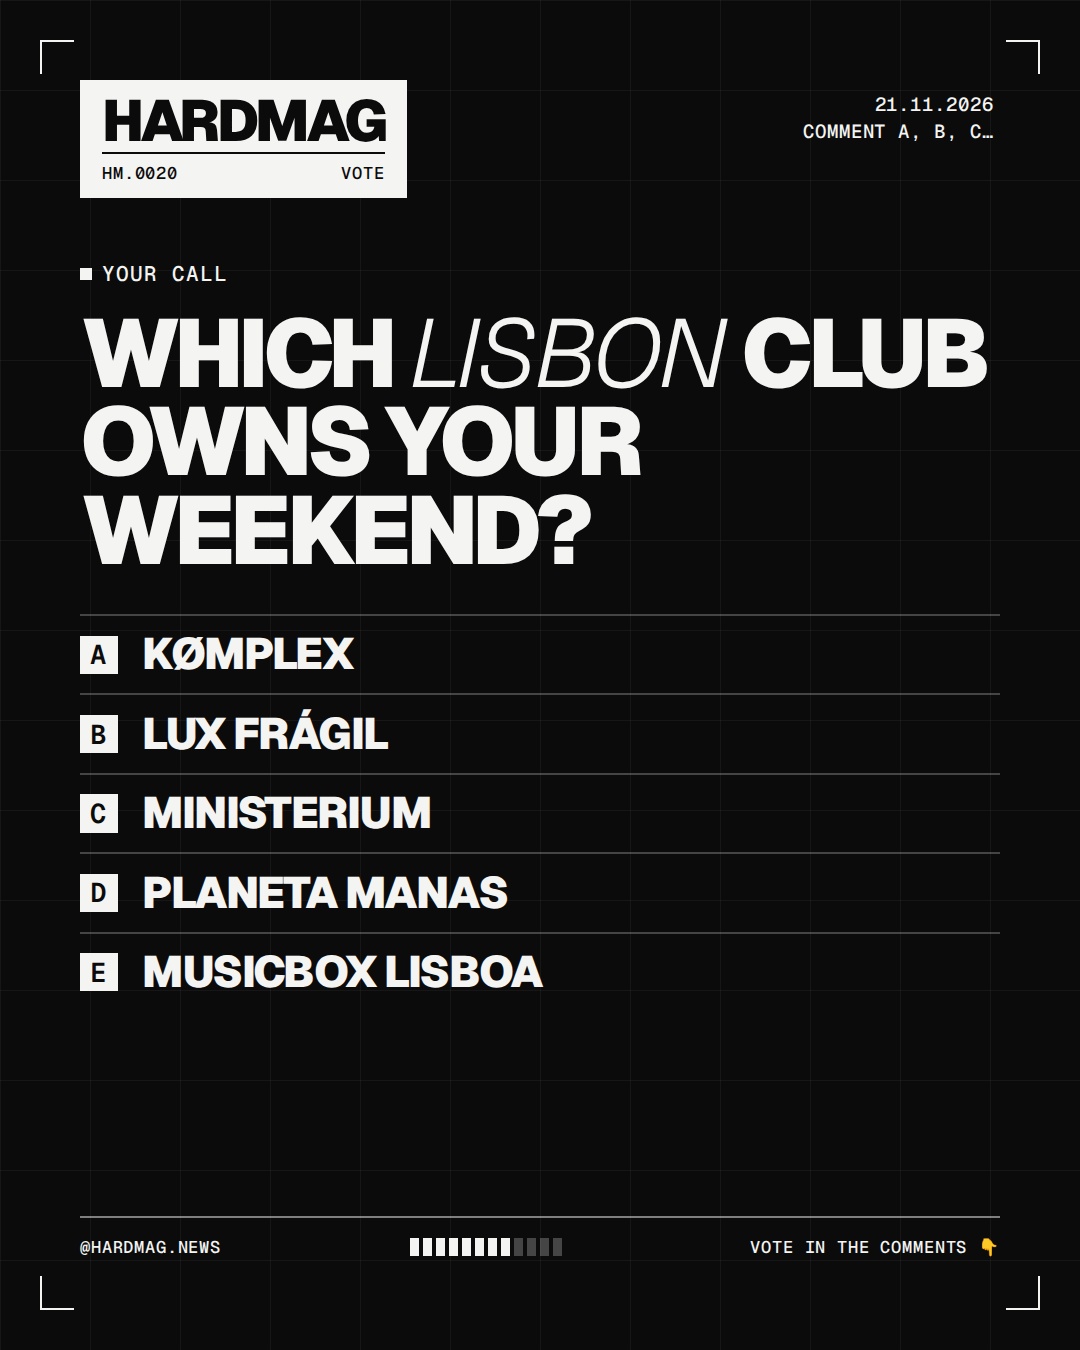 HARDMAG
HM.0020 VOTE
21.11.2026
COMMENT A, B, C…
YOUR CALL
WHICH LISBON CLUB
OWNS YOUR
WEEKEND?
A KØMPLEX
B LUX FRÁGIL
C MINISTERIUM
D PLANETA MANAS
E MUSICBOX LISBOA
@HARDMAG.NEWS
VOTE IN THE COMMENTS 👇